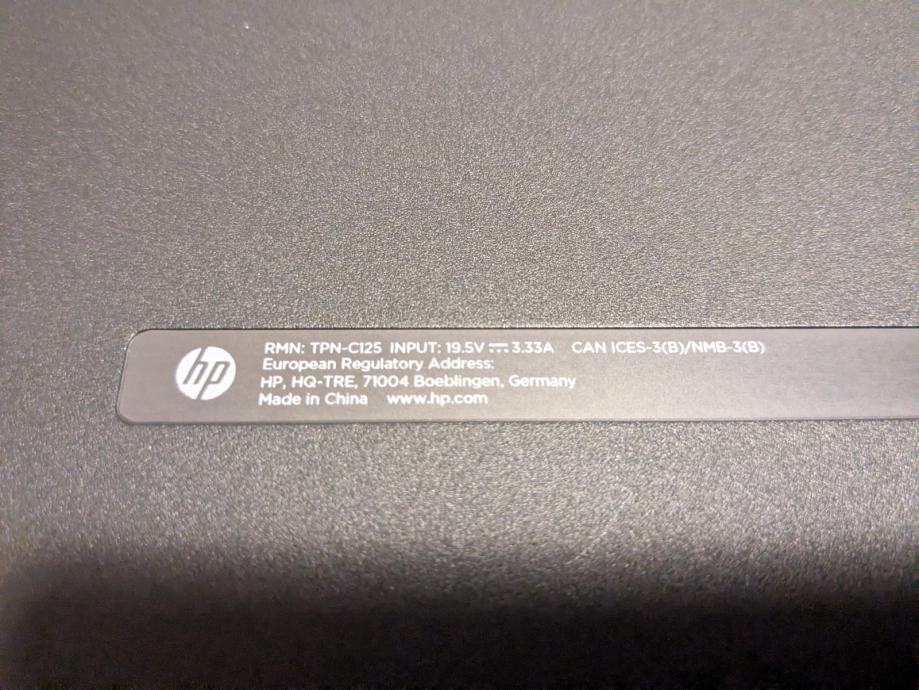 hp
RMN: TPN-C125 INPUT: 19.5V ⎓ 3.33A CAN ICES-3(B)/NMB-3(B)
European Regulatory Address:
HP, HQ-TRE, 71004 Boeblingen, Germany
Made in China www.hp.com